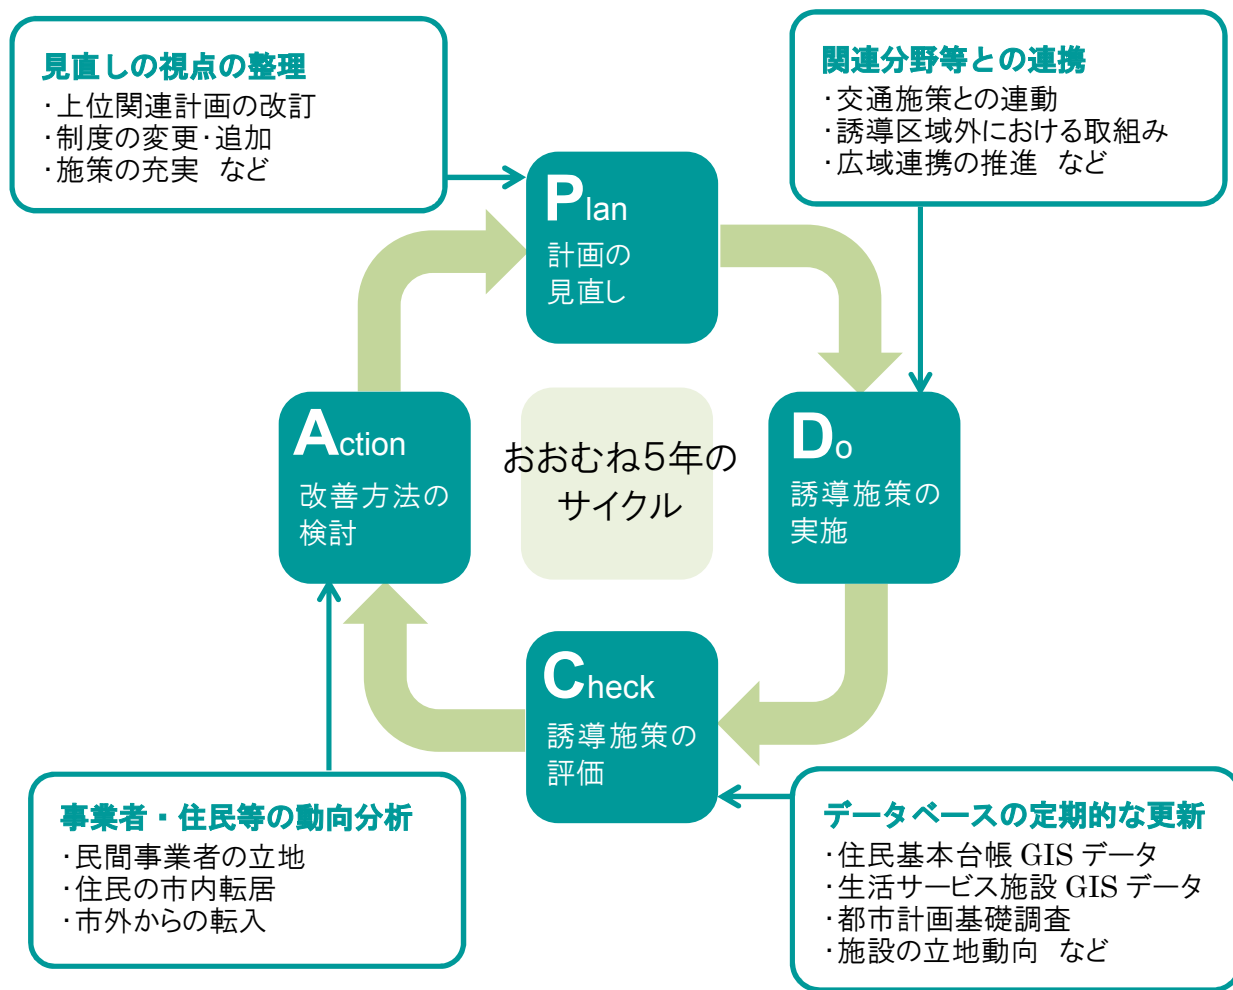 見直しの視点の整理
・上位関連計画の改訂
・制度の変更・追加
・施策の充実 など
関連分野等との連携
・交通施策との連動
・誘導区域外における取組み
・広域連携の推進 など
Plan
計画の
見直し
Action
改善方法の
検討
おおむね5年の
サイクル
Do
誘導施策の
実施
Check
誘導施策の
評価
事業者・住民等の動向分析
・民間事業者の立地
・住民の市内転居
・市外からの転入
データベースの定期的な更新
・住民基本台帳 GIS データ
・生活サービス施設 GIS データ
・都市計画基礎調査
・施設の立地動向 など